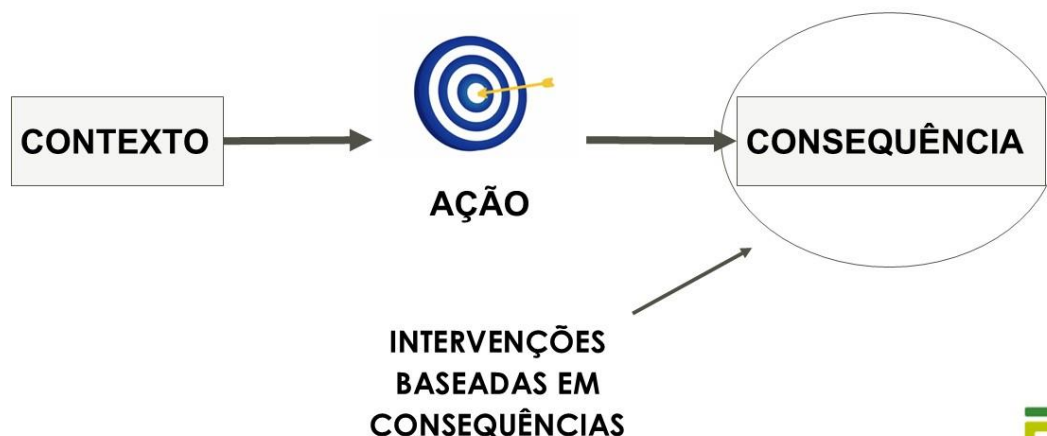 CONTEXTO
AÇÃO
CONSEQUÊNCIA
INTERVENÇÕES
BASEADAS EM
CONSEQUÊNCIAS